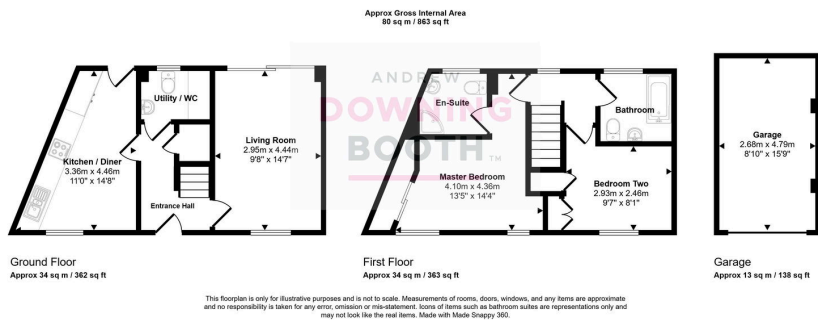 Approx Gross Internal Area
80 sq m / 863 sq ft
ANDREW
DOWNING
BOOTH TM
Utility / WC
Kitchen / Diner
3.36m x 4.46m
11'0" x 14'8"
Living Room
2.95m x 4.44m
9'8" x 14'7"
Entrance Hall
En-Suite
Bathroom
Master Bedroom
4.10m x 4.36m
13'5" x 14'4"
Bedroom Two
2.93m x 2.46m
9'7" x 8'1"
Garage
2.68m x 4.79m
8'10" x 15'9"
Ground Floor
Approx 34 sq m / 362 sq ft
First Floor
Approx 34 sq m / 363 sq ft
Garage
Approx 13 sq m / 138 sq ft
This floorplan is only for illustrative purposes and is not to scale. Measurements of rooms, doors, windows, and any items are approximate
and no responsibility is taken for any error, omission or mis-statement. Icons of items such as bathroom suites are representations only and
may not look like the real items. Made with Made Snappy 360.